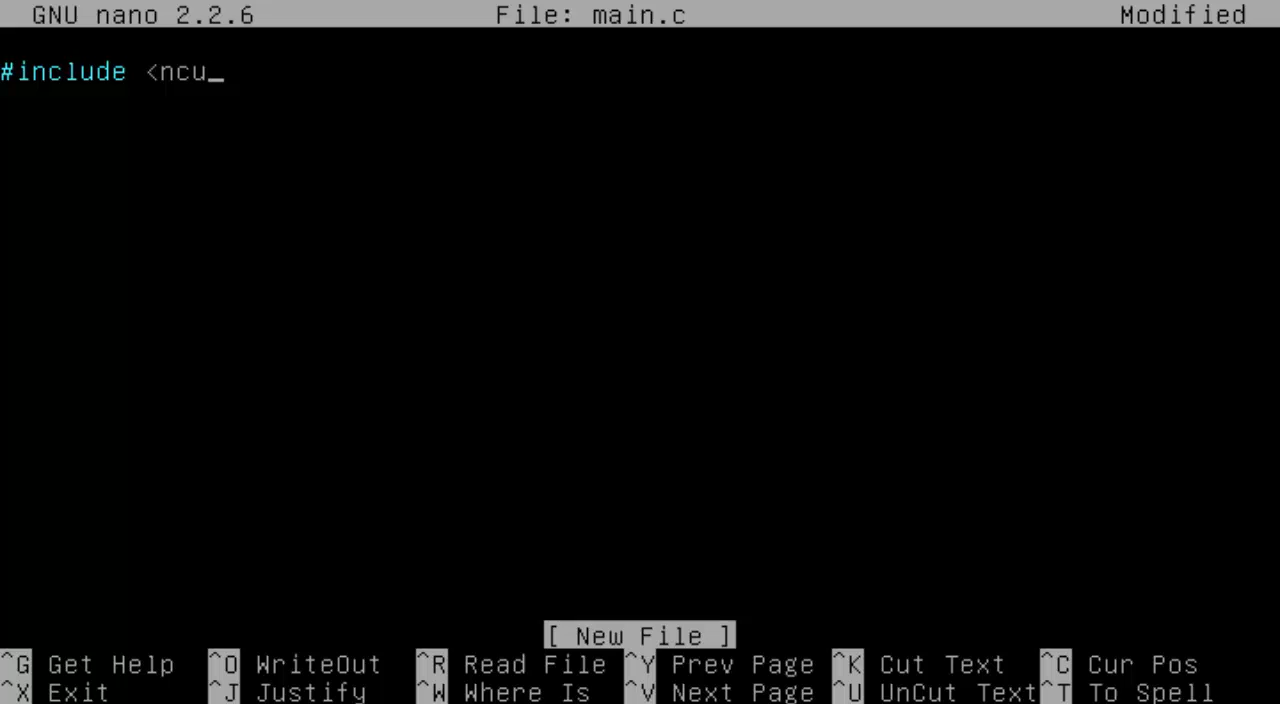 GNU nano 2.2.6 File: main.c Modified
#include <ncu_
[ New File ]
^G Get Help ^O WriteOut ^R Read File ^Y Prev Page ^K Cut Text ^C Cur Pos
^X Exit ^J Justify ^W Where Is ^V Next Page ^U UnCut Text ^T To Spell